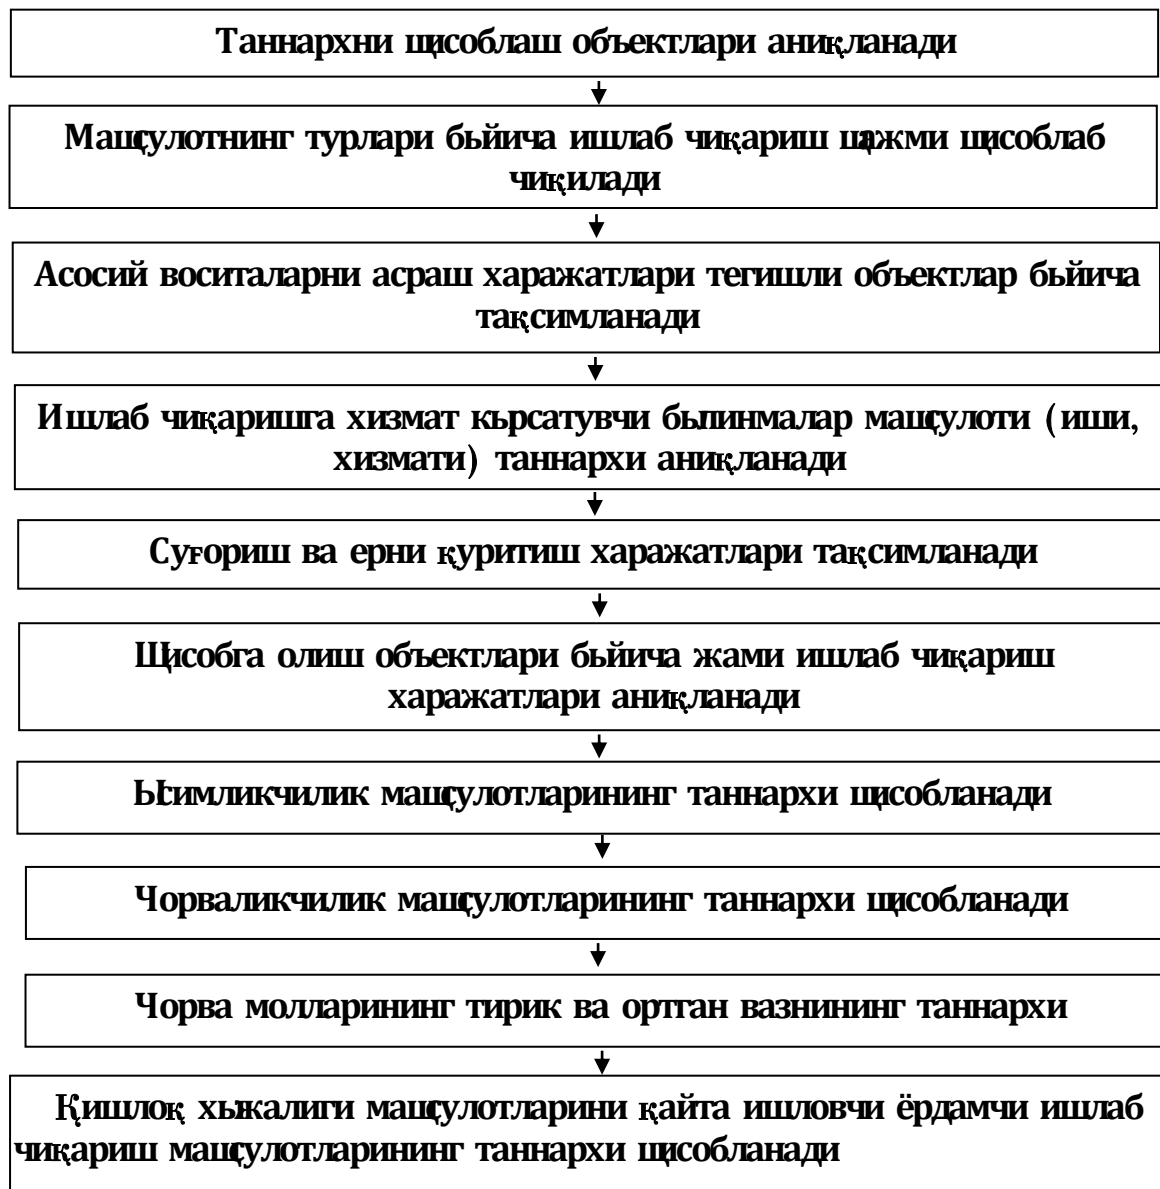 Таннархни щисоблаш объектлари аниқланади
Мащсулотнинг турлари бьйича ишлаб чиқариш щажми щисоблаб
чиқилади
Асосий воситаларни асраш харажатлари тегишли объектлар бьйича
тақсимланади
Ишлаб чиқаришга хизмат кьрсатувчи бьлинмалар мащсулоти (иши,
хизмати) таннархи аниқланади
Суғориш ва ерни қуритиш харажатлари тақсимланади
Щисобга олиш объектлари бьйича жами ишлаб чиқариш
харажатлари аниқланади
Ьсимликчилик мащсулотларининг таннархи щисобланади
Чорваликчилик мащсулотларининг таннархи щисобланади
Чорва молларининг тирик ва ортган вазнининг таннархи
Қишлоқ хьжалиги мащсулотларини қайта ишловчи ёрдамчи ишлаб
чиқариш мащсулотларининг таннархи щисобланади